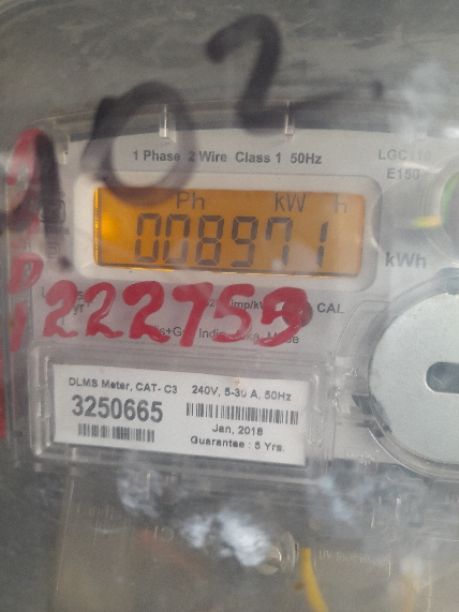 102
1 Phase 2 Wire Class 1 50Hz
E150
Ph kW h
008971
kWh
CAL
222759
DLMS Meter, CAT- C3 240V, 5-30 A, 50Hz
3250665
Jan, 2018
Guarantee : 5 Yrs.